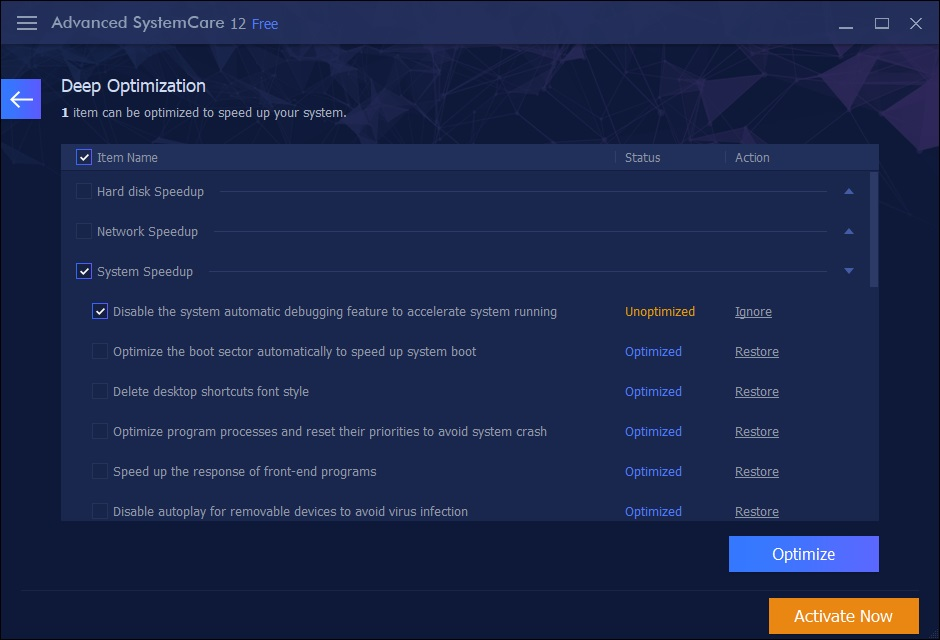 Advanced SystemCare 12 Free
Deep Optimization
1 item can be optimized to speed up your system.
Item Name Status Action
Hard disk Speedup
Network Speedup
System Speedup
Disable the system automatic debugging feature to accelerate system running Unoptimized Ignore
Optimize the boot sector automatically to speed up system boot Optimized Restore
Delete desktop shortcuts font style Optimized Restore
Optimize program processes and reset their priorities to avoid system crash Optimized Restore
Speed up the response of front-end programs Optimized Restore
Disable autoplay for removable devices to avoid virus infection Optimized Restore
Optimize
Activate Now